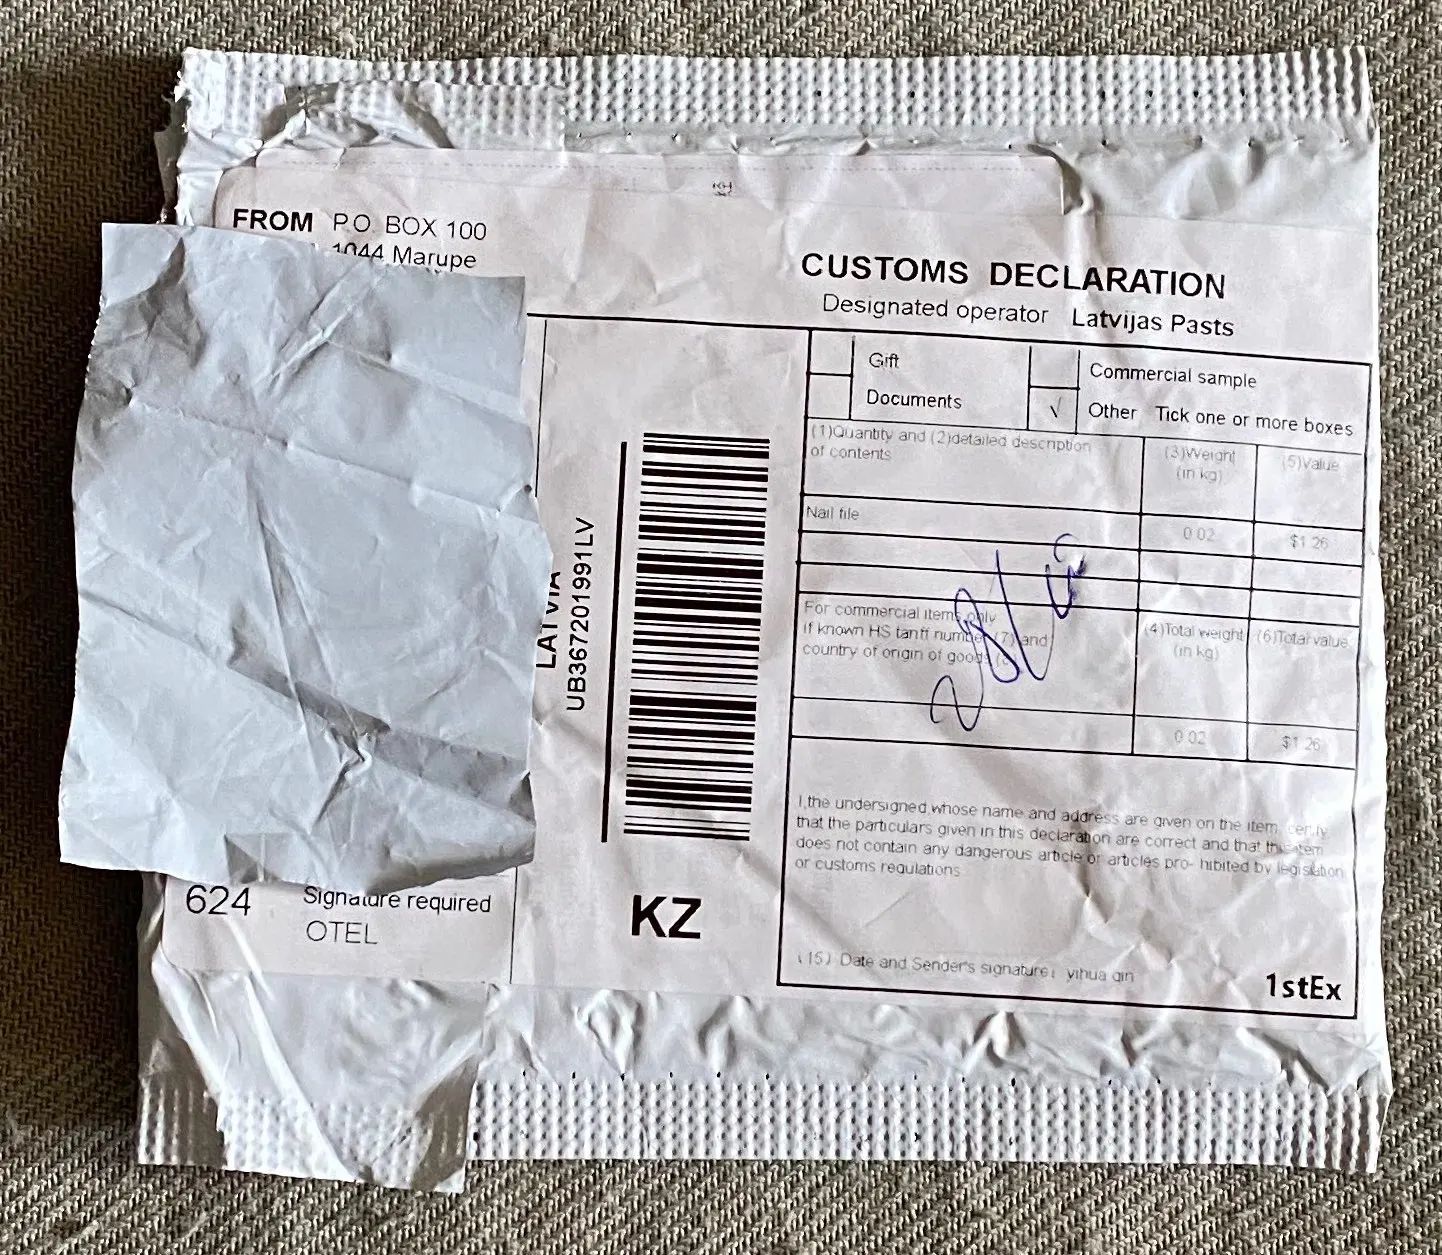 FROM P.O. BOX 100
1044 Marupe
CUSTOMS DECLARATION
Designated operator Latvijas Pasts
Gift
Commercial sample
Documents
√ Other Tick one or more boxes
(1)Quantity and (2)detailed description
of contents
(3)Weight
(in kg)
(5)Value
Nail file
0.02
$1.26
For commercial items only
if known HS tariff number (7) and
country of origin of goods
(4)Total weight
(in kg)
(6)Total value
0.02
$1.26
I,the undersigned whose name and address are given on the item, certify
that the particulars given in this declaration are correct and that the item
does not contain any dangerous article or articles pro- hibited by legislation
or customs regulations
(15) Date and Sender's signature: yihua qin
1stEx
LATVIA
UB367201991LV
KZ
624
Signature required
OTEL